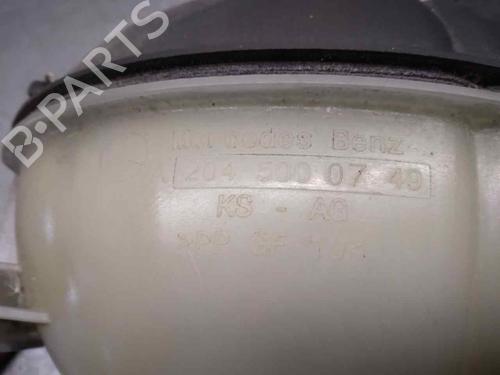 B-PARTS
Mercedes Benz
204 500 07 49
KS - AG